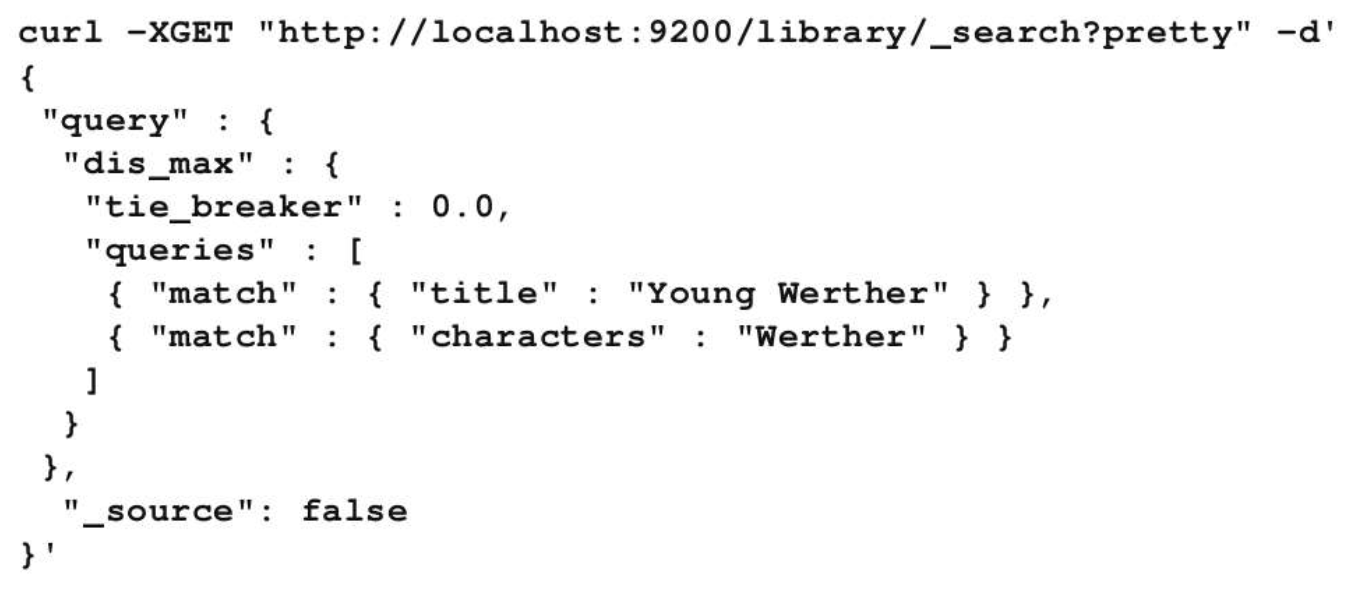 curl -XGET "http://localhost:9200/library/_search?pretty" -d'
{
 "query" : {
  "dis_max" : {
   "tie_breaker" : 0.0,
   "queries" : [
    { "match" : { "title" : "Young Werther" } },
    { "match" : { "characters" : "Werther" } }
   ]
  }
 },
  "_source": false
}'